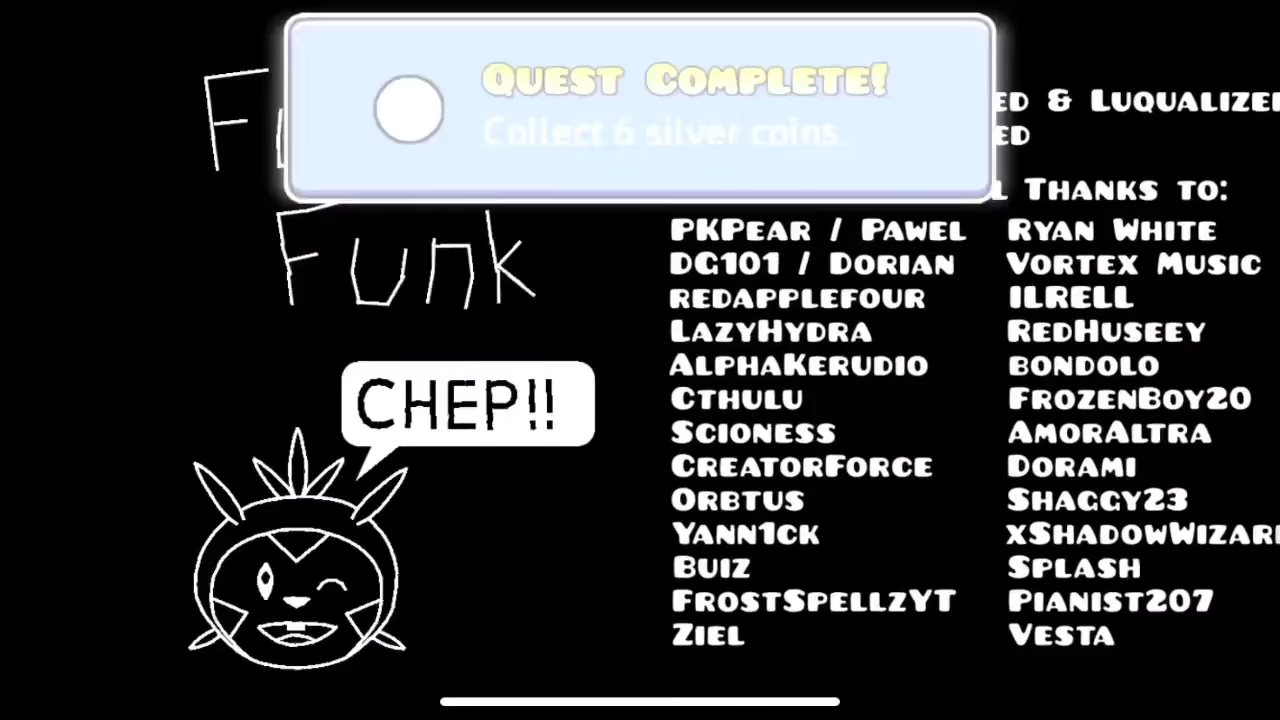 Quest Complete!
Collect 6 silver coins.
Funk
CHEP!!
ED & LUQUALIZE
ED
THANKS TO:
PKPEAR / PAWEL
DG101 / DORIAN
REDAPPLEFOUR
LAZYHYDRA
ALPHAKERUDIO
CTHULU
SCIONESS
CREATORFORCE
ORBTUS
YANN1CK
BUIZ
FROSTSPELLZYT
ZIEL
RYAN WHITE
VORTEX MUSIC
ILRELL
REDHUSEEY
BONDOLO
FROZENBOY20
AMORALTRA
DORAMI
SHAGGY23
XSHADOWWIZAR
SPLASH
PIANIST207
VESTA